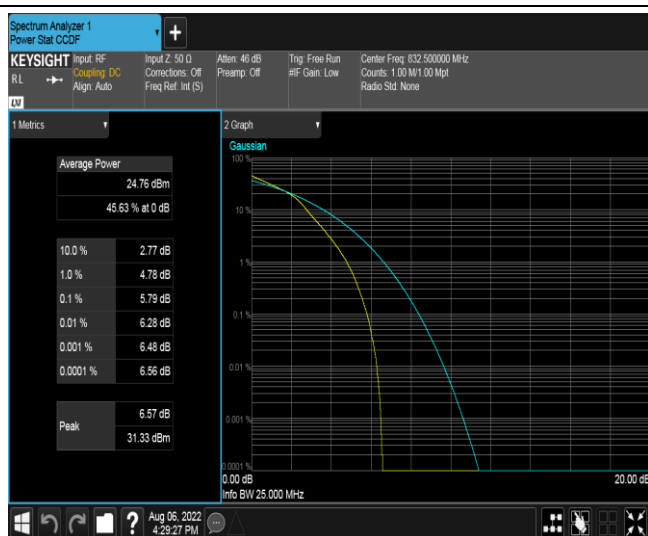 Spectrum Analyzer 1
Power Stat CCDF
+
KEYSIGHT
RL
LXI
Input: RF
Coupling: DC
Align: Auto
Input Z: 50 Ω
Corrections: Off
Freq Ref: Int (S)
Atten: 46 dB
Preamp: Off
Trig: Free Run
#IF Gain: Low
Center Freq: 832.500000 MHz
Counts: 1.00 M/1.00 Mpt
Radio Std: None
1 Metrics
Average Power
24.76 dBm
45.63 % at 0 dB
10.0 % 2.77 dB
1.0 % 4.78 dB
0.1 % 5.79 dB
0.01 % 6.28 dB
0.001 % 6.48 dB
0.0001 % 6.56 dB
Peak
6.57 dB
31.33 dBm
2 Graph
Gaussian
100 %
10 %
1 %
0.1 %
0.01 %
0.001 %
0.0001 %
0.00 dB 20.00 dB
Info BW 25.000 MHz
?
Aug 06, 2022
4:29:27 PM